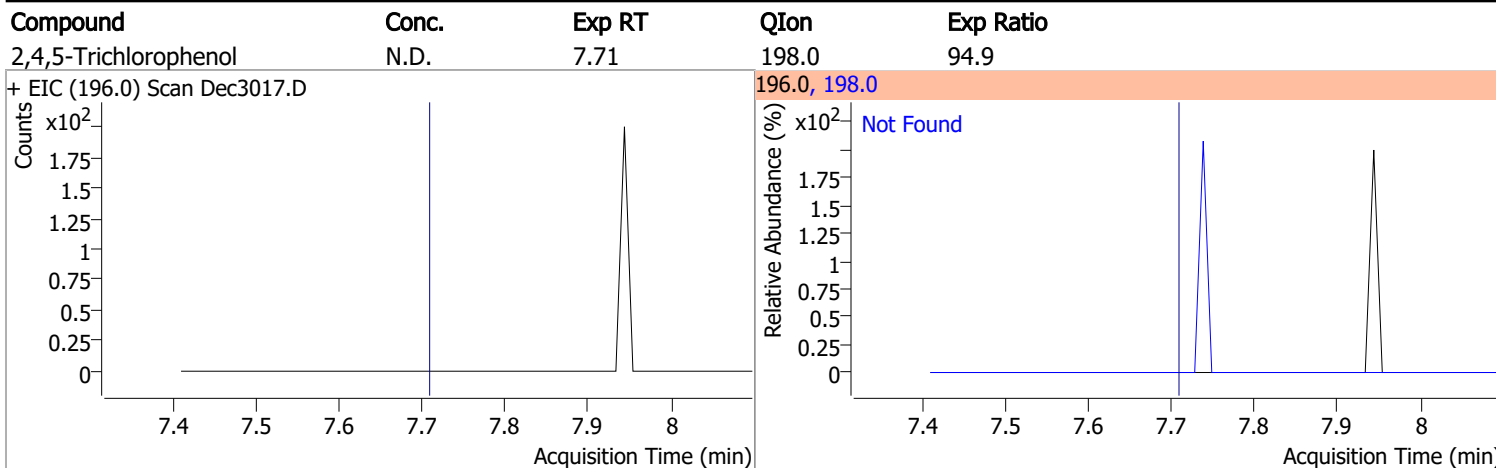 Compound Conc. Exp RT QIon Exp Ratio
2,4,5-Trichlorophenol N.D. 7.71 198.0 94.9
+ EIC (196.0) Scan Dec3017.D
Counts
x10²
1.75
1.5
1.25
1
0.75
0.5
0.25
0
7.4 7.5 7.6 7.7 7.8 7.9 8
Acquisition Time (min)
196.0, 198.0
Relative Abundance (%)
x10²
Not Found
1.75
1.5
1.25
1
0.75
0.5
0.25
0
7.4 7.5 7.6 7.7 7.8 7.9 8
Acquisition Time (min)